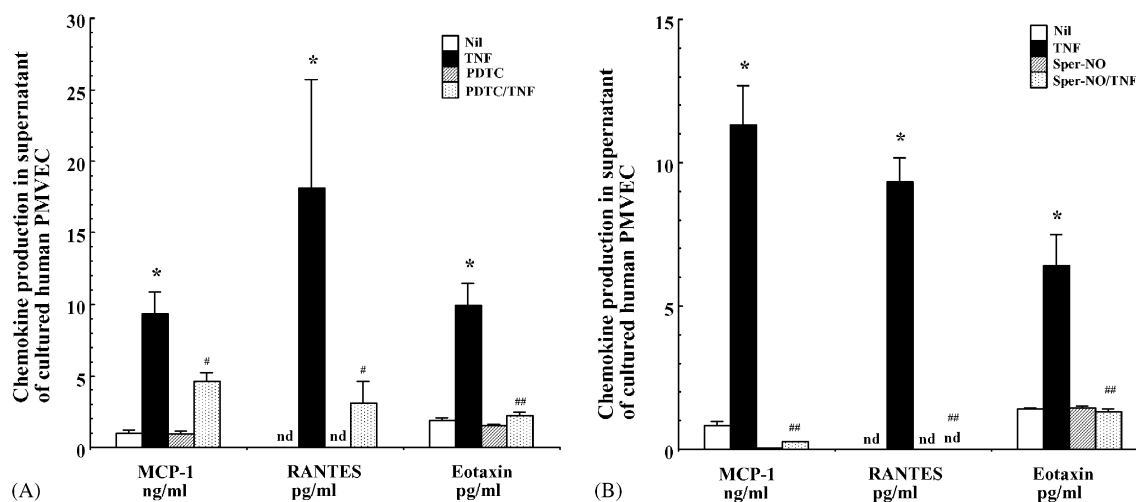 Chemokine production in supernatant
of cultured human PMVEC
30
25
20
15
10
5
0
Nil
TNF
PDTC
PDTC/TNF
*
*
*
#
#
##
nd
nd
MCP-1
ng/ml
RANTES
pg/ml
Eotaxin
pg/ml
(A)
Chemokine production in supernatant
of cultured human PMVEC
15
10
5
0
Nil
TNF
Sper-NO
Sper-NO/TNF
*
*
*
##
##
##
nd
nd
nd
MCP-1
ng/ml
RANTES
pg/ml
Eotaxin
pg/ml
(B)